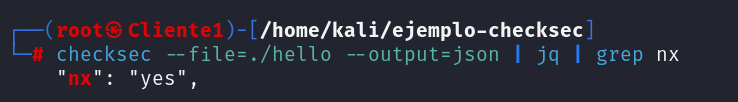 ┌──(root㉿Cliente1)-[/home/kali/ejemplo-checksec]
└─# checksec --file=./hello --output=json | jq | grep nx
"nx": "yes",